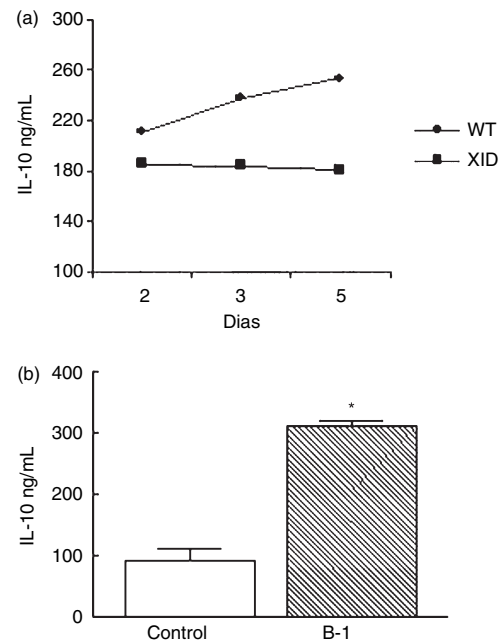 (a)
300
260
220
180
140
100
IL-10 ng/mL
2 3 5
Dias
WT
XID
(b)
400
300
200
100
0
IL-10 ng/mL
*
Control B-1